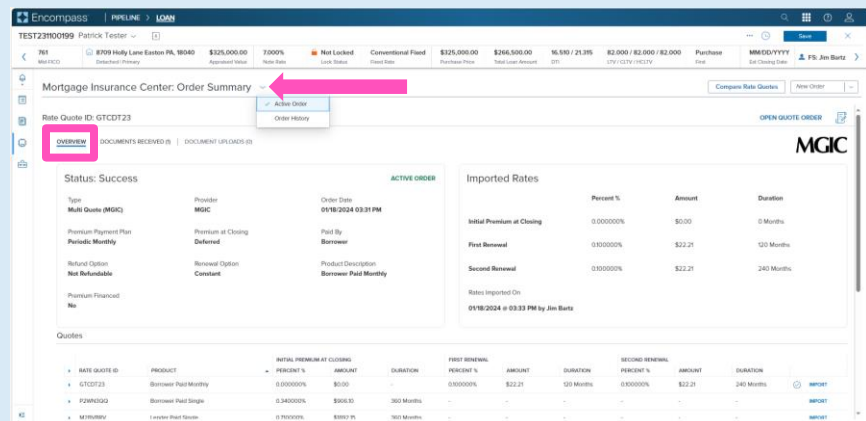 Encompass PIPELINE > LOAN
TEST231100199 Patrick Tester Save
761 8709 Holly Lane Easton PA, 18040 $325,000.00 7.000% Not Locked Conventional Fixed $325,000.00 $266,500.00 16.510 / 21.315 82.000 / 82.000 / 82.000 Purchase MM/DD/YYYY FS: Jim Bartz
Mid FICO Detached | Primary Appraised Value Note Rate Lock Status Fixed Rate Purchase Price Total Loan Amount DTI LTV / CLTV / HCLTV First Est Closing Date
Mortgage Insurance Center: Order Summary Compare Rate Quotes New Order
Active Order
Order History
Rate Quote ID: GTCDT23 OPEN QUOTE ORDER
OVERVIEW DOCUMENTS RECEIVED (1) | DOCUMENT UPLOADS (0) MGIC
Status: Success ACTIVE ORDER
Type Provider Order Date
Multi Quote (MGIC) MGIC 01/18/2024 03:31 PM
Premium Payment Plan Premium at Closing Paid By
Periodic Monthly Deferred Borrower
Refund Option Renewal Option Product Description
Not Refundable Constant Borrower Paid Monthly
Premium Financed
No
Imported Rates
Percent % Amount Duration
Initial Premium at Closing 0.000000% $0.00 0 Months
First Renewal 0.100000% $22.21 120 Months
Second Renewal 0.100000% $22.21 240 Months
Rates Imported On
01/18/2024 @ 03:33 PM by Jim Bartz
Quotes
INITIAL PREMIUM AT CLOSING FIRST RENEWAL SECOND RENEWAL
RATE QUOTE ID PRODUCT PERCENT % AMOUNT DURATION PERCENT % AMOUNT DURATION PERCENT % AMOUNT DURATION
GTCDT23 Borrower Paid Monthly 0.000000% $0.00 - 0.100000% $22.21 120 Months 0.100000% $22.21 240 Months IMPORT
P2WN3QQ Borrower Paid Single 0.340000% $906.10 360 Months - - - - - - IMPORT
Lender Paid Single 360 Months - - - - - - IMPORT